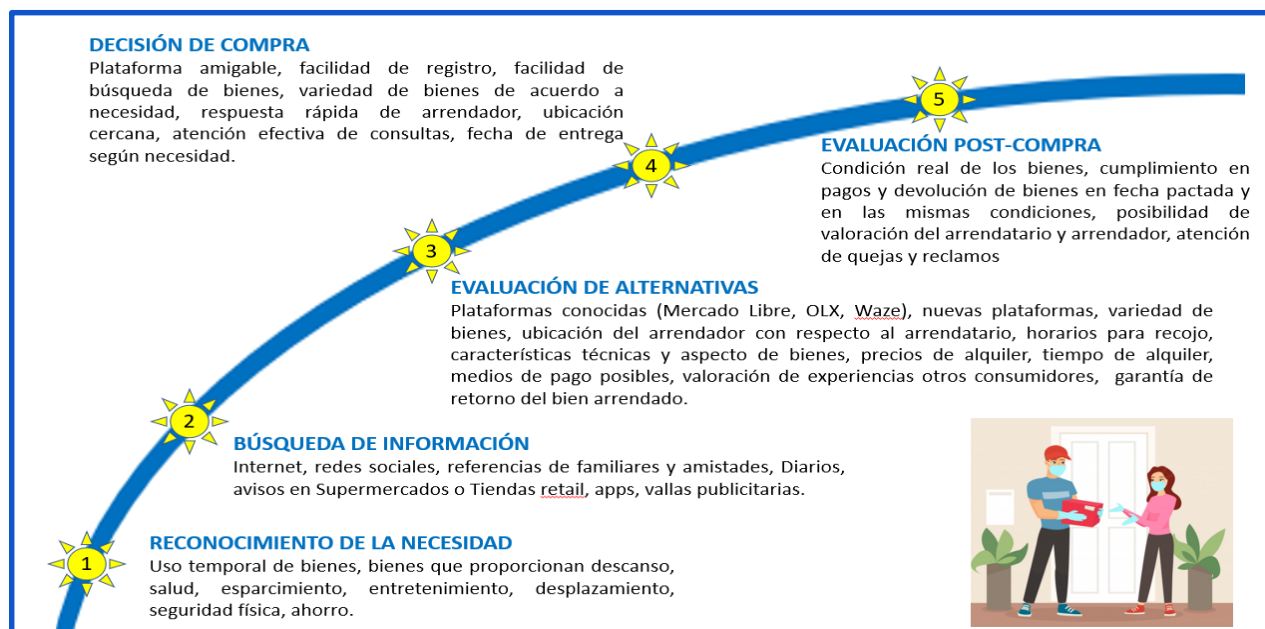 DECISIÓN DE COMPRA
Plataforma amigable, facilidad de registro, facilidad de
búsqueda de bienes, variedad de bienes de acuerdo a
necesidad, respuesta rápida de arrendador, ubicación
cercana, atención efectiva de consultas, fecha de entrega
según necesidad.
5
4
EVALUACIÓN POST-COMPRA
Condición real de los bienes, cumplimiento en
pagos y devolución de bienes en fecha pactada y
en las mismas condiciones, posibilidad de
valoración del arrendatario y arrendador, atención
de quejas y reclamos
3
EVALUACIÓN DE ALTERNATIVAS
Plataformas conocidas (Mercado Libre, OLX, Waze), nuevas plataformas, variedad de
bienes, ubicación del arrendador con respecto al arrendatario, horarios para recojo,
características técnicas y aspecto de bienes, precios de alquiler, tiempo de alquiler,
medios de pago posibles, valoración de experiencias otros consumidores, garantía de
retorno del bien arrendado.
2
BÚSQUEDA DE INFORMACIÓN
Internet, redes sociales, referencias de familiares y amistades, Diarios,
avisos en Supermercados o Tiendas retail, apps, vallas publicitarias.
1
RECONOCIMIENTO DE LA NECESIDAD
Uso temporal de bienes, bienes que proporcionan descanso,
salud, esparcimiento, entretenimiento, desplazamiento,
seguridad física, ahorro.